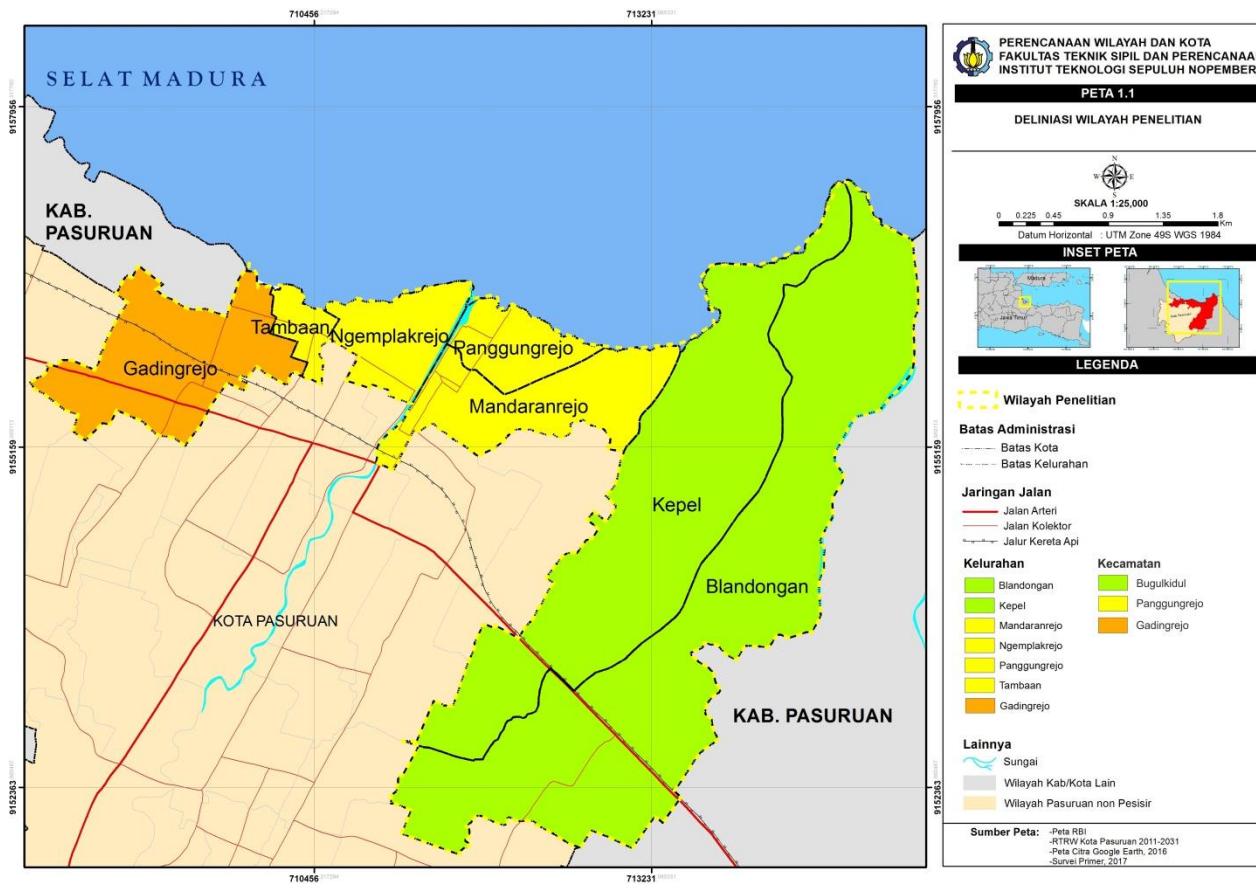 710456
713231
SELAT MADURA
9157956
9157956
KAB.
PASURUAN
Tambaan
Ngemplakrejo
Panggungrejo
Gadingrejo
Mandaranrejo
9155159
9155159
Kepel
Blandongan
KOTA PASURUAN
KAB. PASURUAN
9152363
9152363
710456
713231
PERENCANAAN WILAYAH DAN KOTA
FAKULTAS TEKNIK SIPIL DAN PERENCANAAN
INSTITUT TEKNOLOGI SEPULUH NOPEMBER
PETA 1.1
DELINIASI WILAYAH PENELITIAN
N
W E
S
SKALA 1:25,000
0 0.225 0.45 0.9 1.35 1.8
Km
Datum Horizontal : UTM Zone 49S WGS 1984
INSET PETA
Madura
Jawa Timur
LEGENDA
Wilayah Penelitian
Batas Administrasi
Batas Kota
Batas Kelurahan
Jaringan Jalan
Jalan Arteri
Jalan Kolektor
Jalur Kereta Api
Kelurahan
Blandongan
Kepel
Mandaranrejo
Ngemplakrejo
Panggungrejo
Tambaan
Gadingrejo
Kecamatan
Bugulkidul
Panggungrejo
Gadingrejo
Lainnya
Sungai
Wilayah Kab/Kota Lain
Wilayah Pasuruan non Pesisir
Sumber Peta: -Peta RBI
-RTRW Kota Pasuruan 2011-2031
-Peta Citra Google Earth, 2016
-Survei Primer, 2017